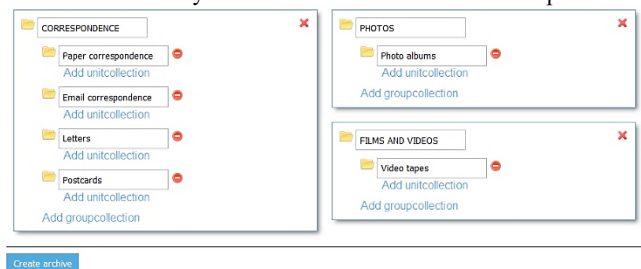 CORRESPONDENCE
Paper correspondence
Add unitcollection
Email correspondence
Add unitcollection
Letters
Add unitcollection
Postcards
Add unitcollection
Add groupcollection
PHOTOS
Photo albums
Add unitcollection
Add groupcollection
FILMS AND VIDEOS
Video tapes
Add unitcollection
Add groupcollection
Create archive